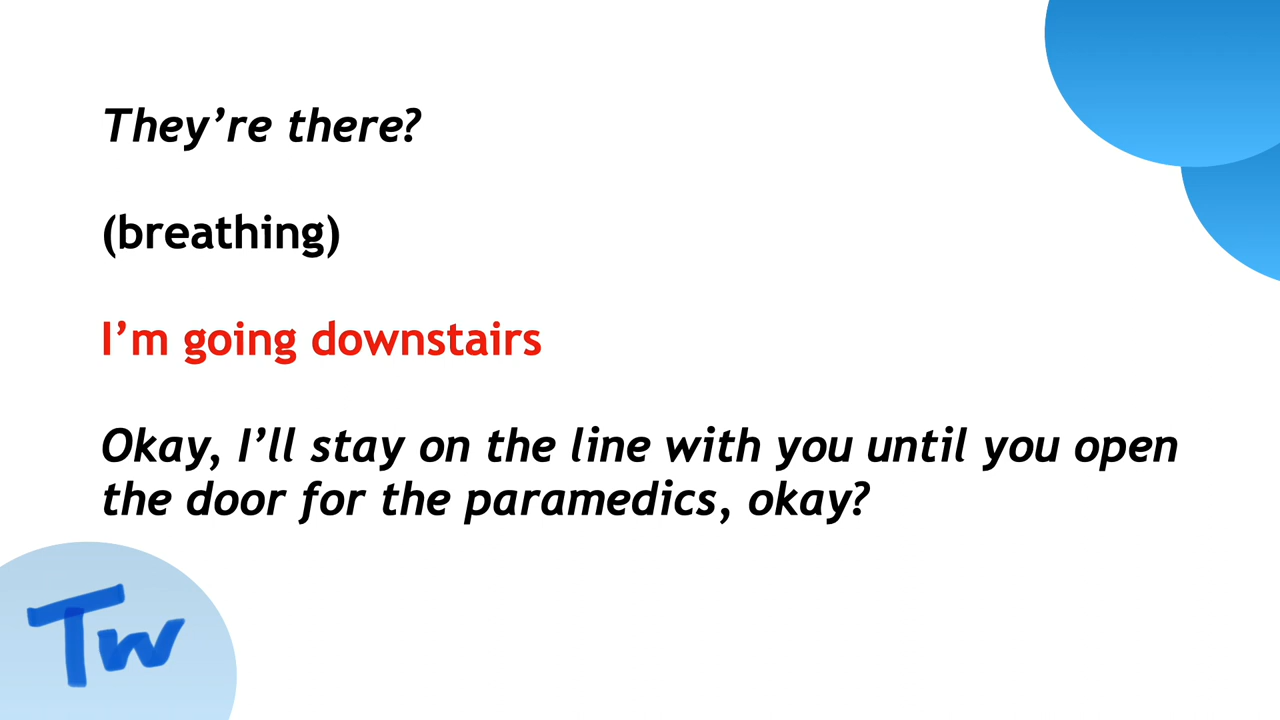 They’re there?
(breathing)
I’m going downstairs
Okay, I’ll stay on the line with you until you open
the door for the paramedics, okay?
Tw